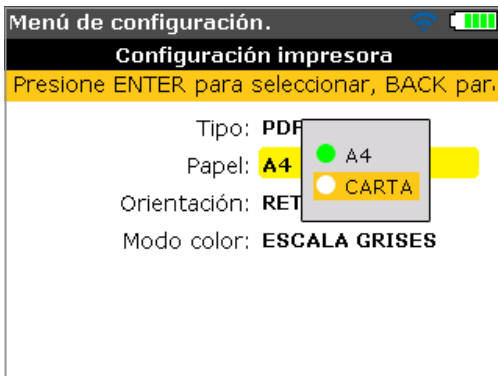 Menú de configuración.
Configuración impresora
Presione ENTER para seleccionar, BACK par
Tipo: PDF
Papel: A4
A4
CARTA
Orientación: RET
Modo color: ESCALA GRISES